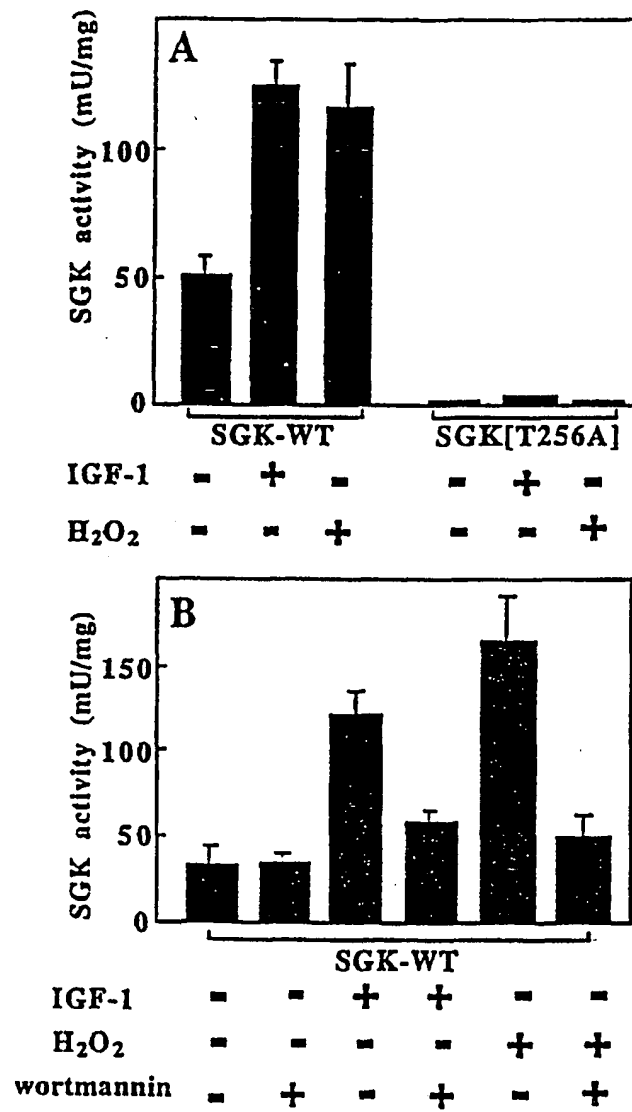 A
SGK activity (mU/mg)
100
50
0
SGK-WT SGK[T256A]
IGF-1 - + - - + -
H₂O₂ - - + - - +
B
SGK activity (mU/mg)
150
100
50
0
SGK-WT
IGF-1 - - + + - -
H₂O₂ - - - - + +
wortmannin - + - + - +